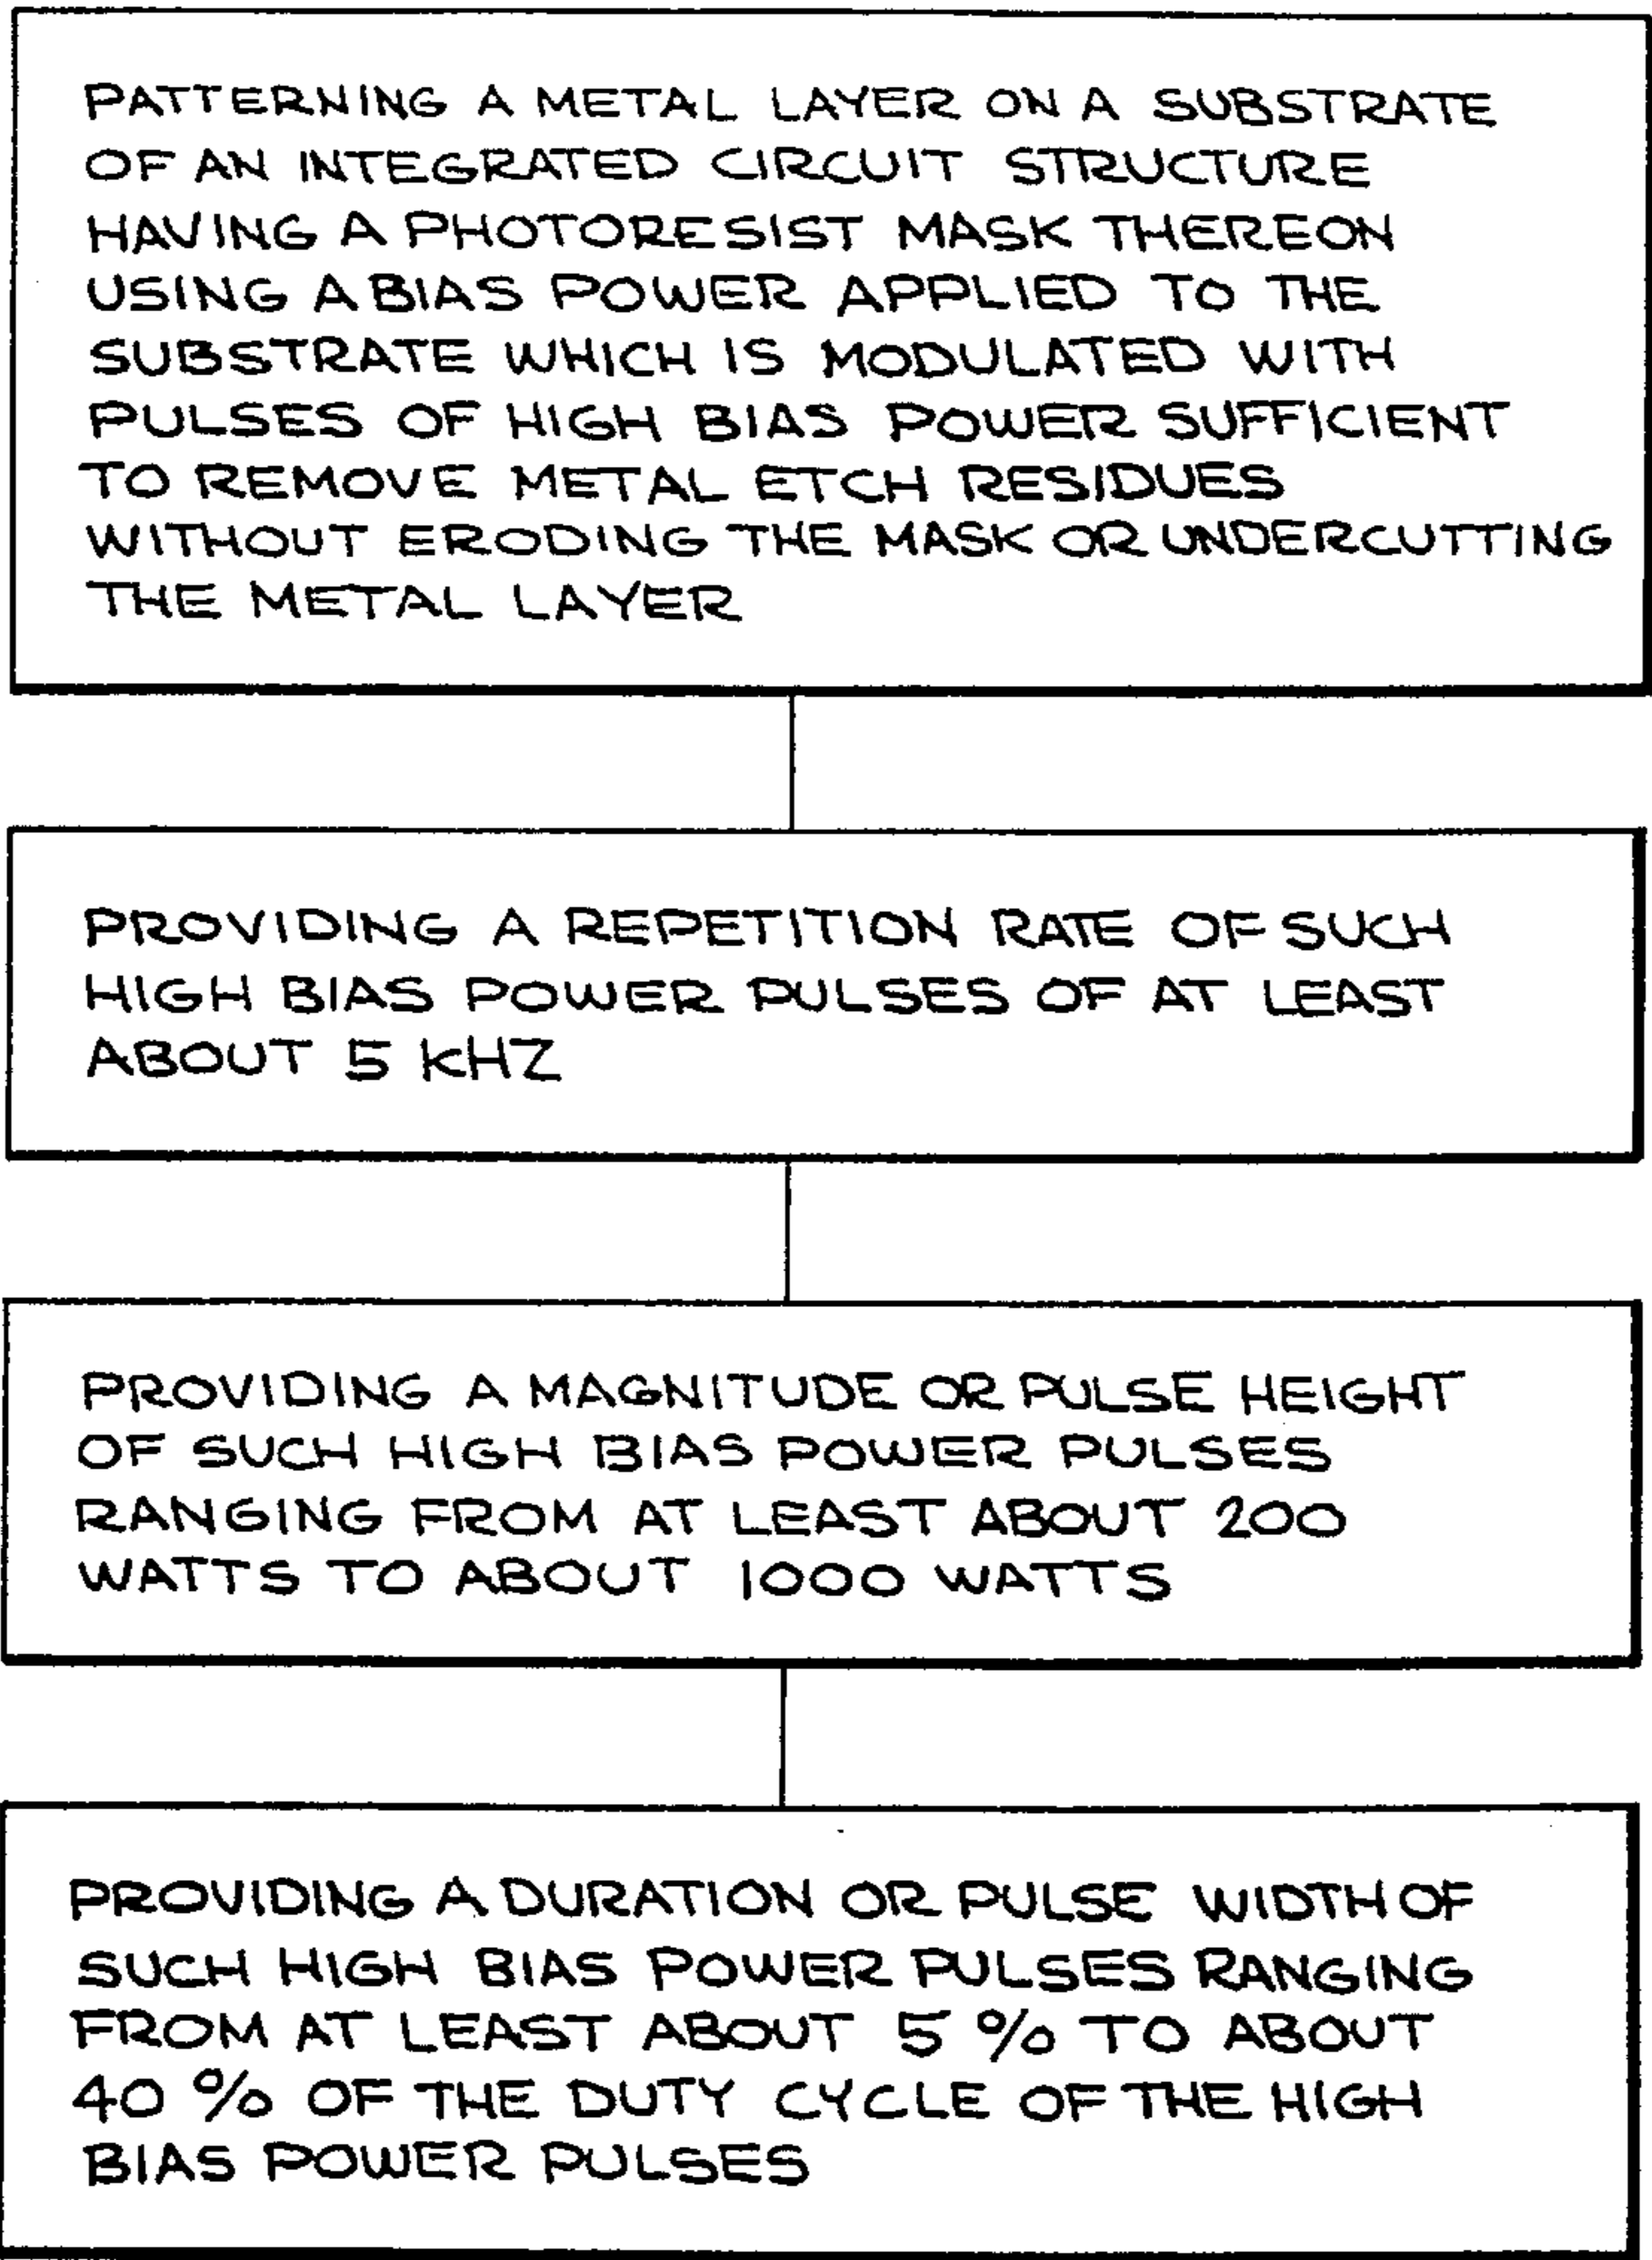 PATTERNING A METAL LAYER ON A SUBSTRATE
OF AN INTEGRATED CIRCUIT STRUCTURE
HAVING A PHOTORESIST MASK THEREON
USING A BIAS POWER APPLIED TO THE
SUBSTRATE WHICH IS MODULATED WITH
PULSES OF HIGH BIAS POWER SUFFICIENT
TO REMOVE METAL ETCH RESIDUES
WITHOUT ERODING THE MASK OR UNDERCUTTING
THE METAL LAYER
PROVIDING A REPETITION RATE OF SUCH
HIGH BIAS POWER PULSES OF AT LEAST
ABOUT 5 kHZ
PROVIDING A MAGNITUDE OR PULSE HEIGHT
OF SUCH HIGH BIAS POWER PULSES
RANGING FROM AT LEAST ABOUT 200
WATTS TO ABOUT 1000 WATTS
PROVIDING A DURATION OR PULSE WIDTH OF
SUCH HIGH BIAS POWER PULSES RANGING
FROM AT LEAST ABOUT 5 % TO ABOUT
40 % OF THE DUTY CYCLE OF THE HIGH
BIAS POWER PULSES